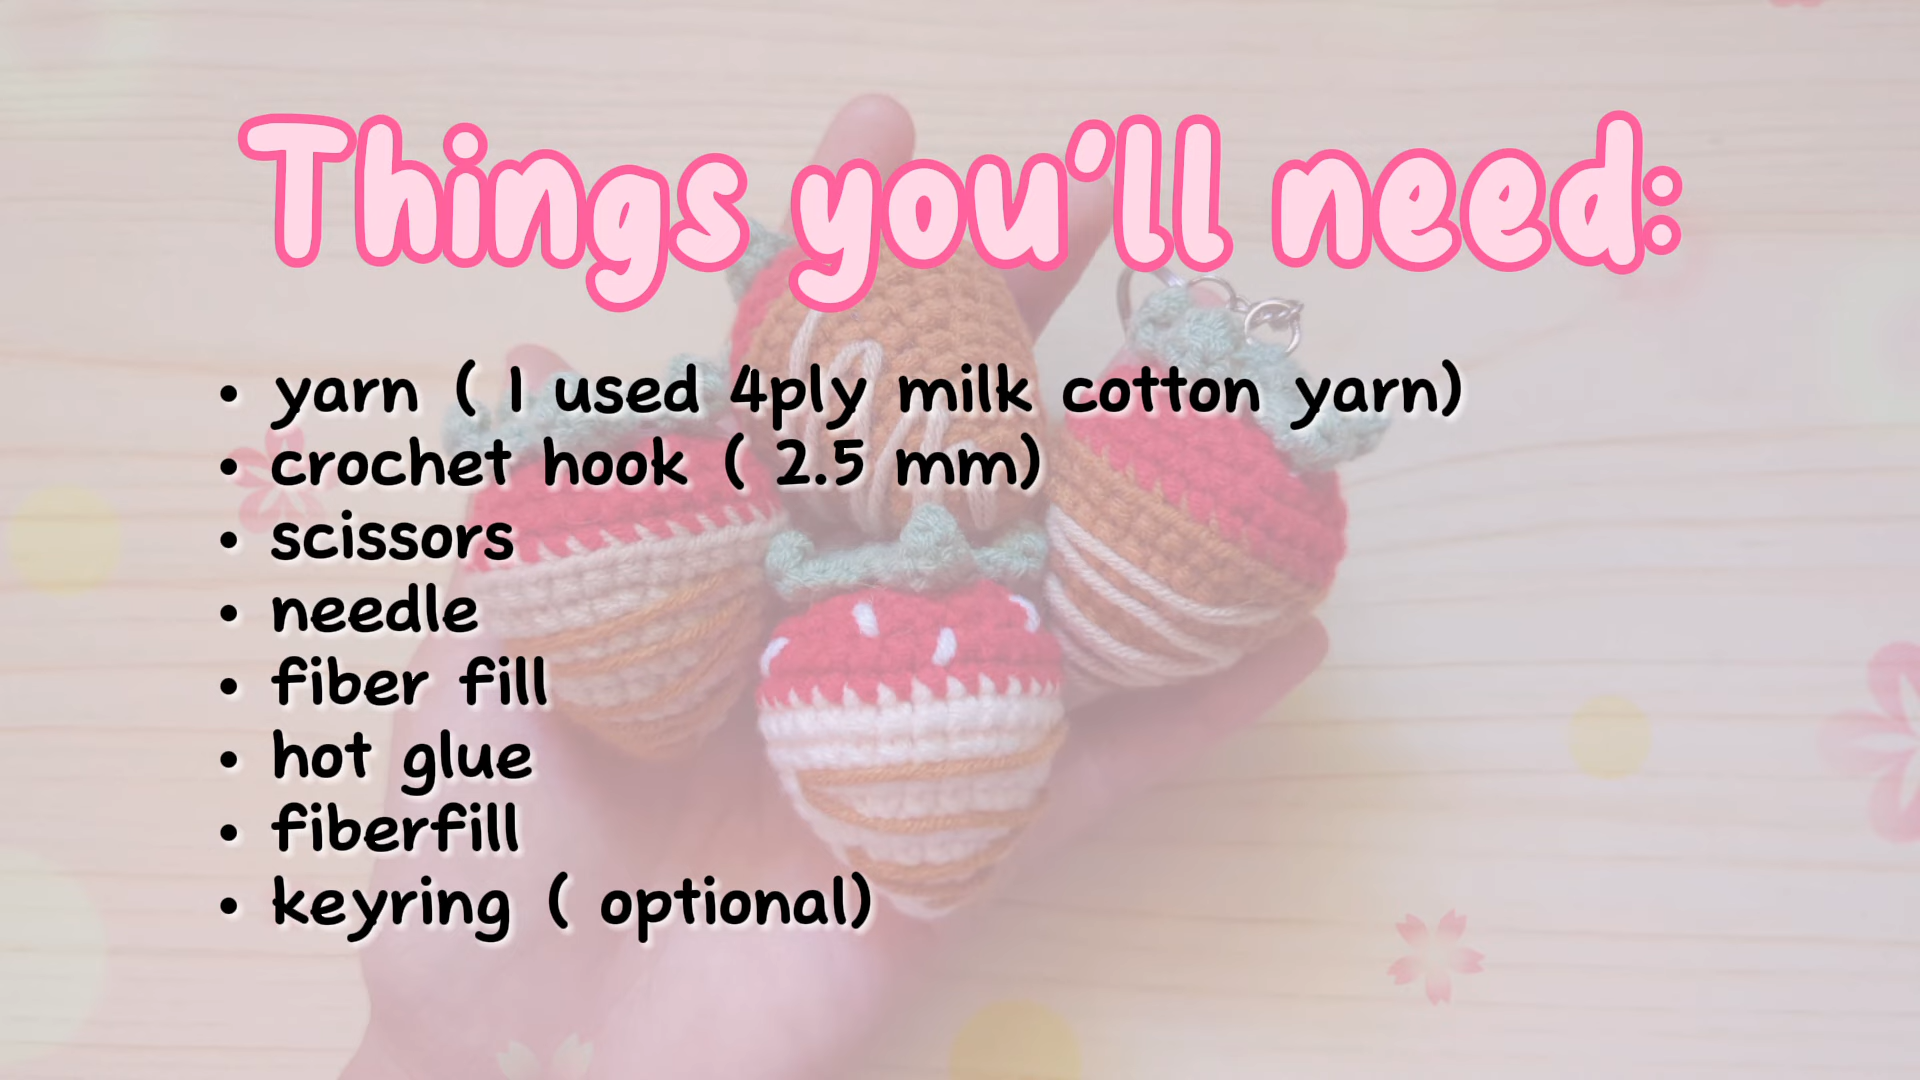 Things you'll need:
• yarn ( I used 4ply milk cotton yarn)
• crochet hook ( 2.5 mm)
• scissors
• needle
• fiber fill
• hot glue
• fiberfill
• keyring ( optional)